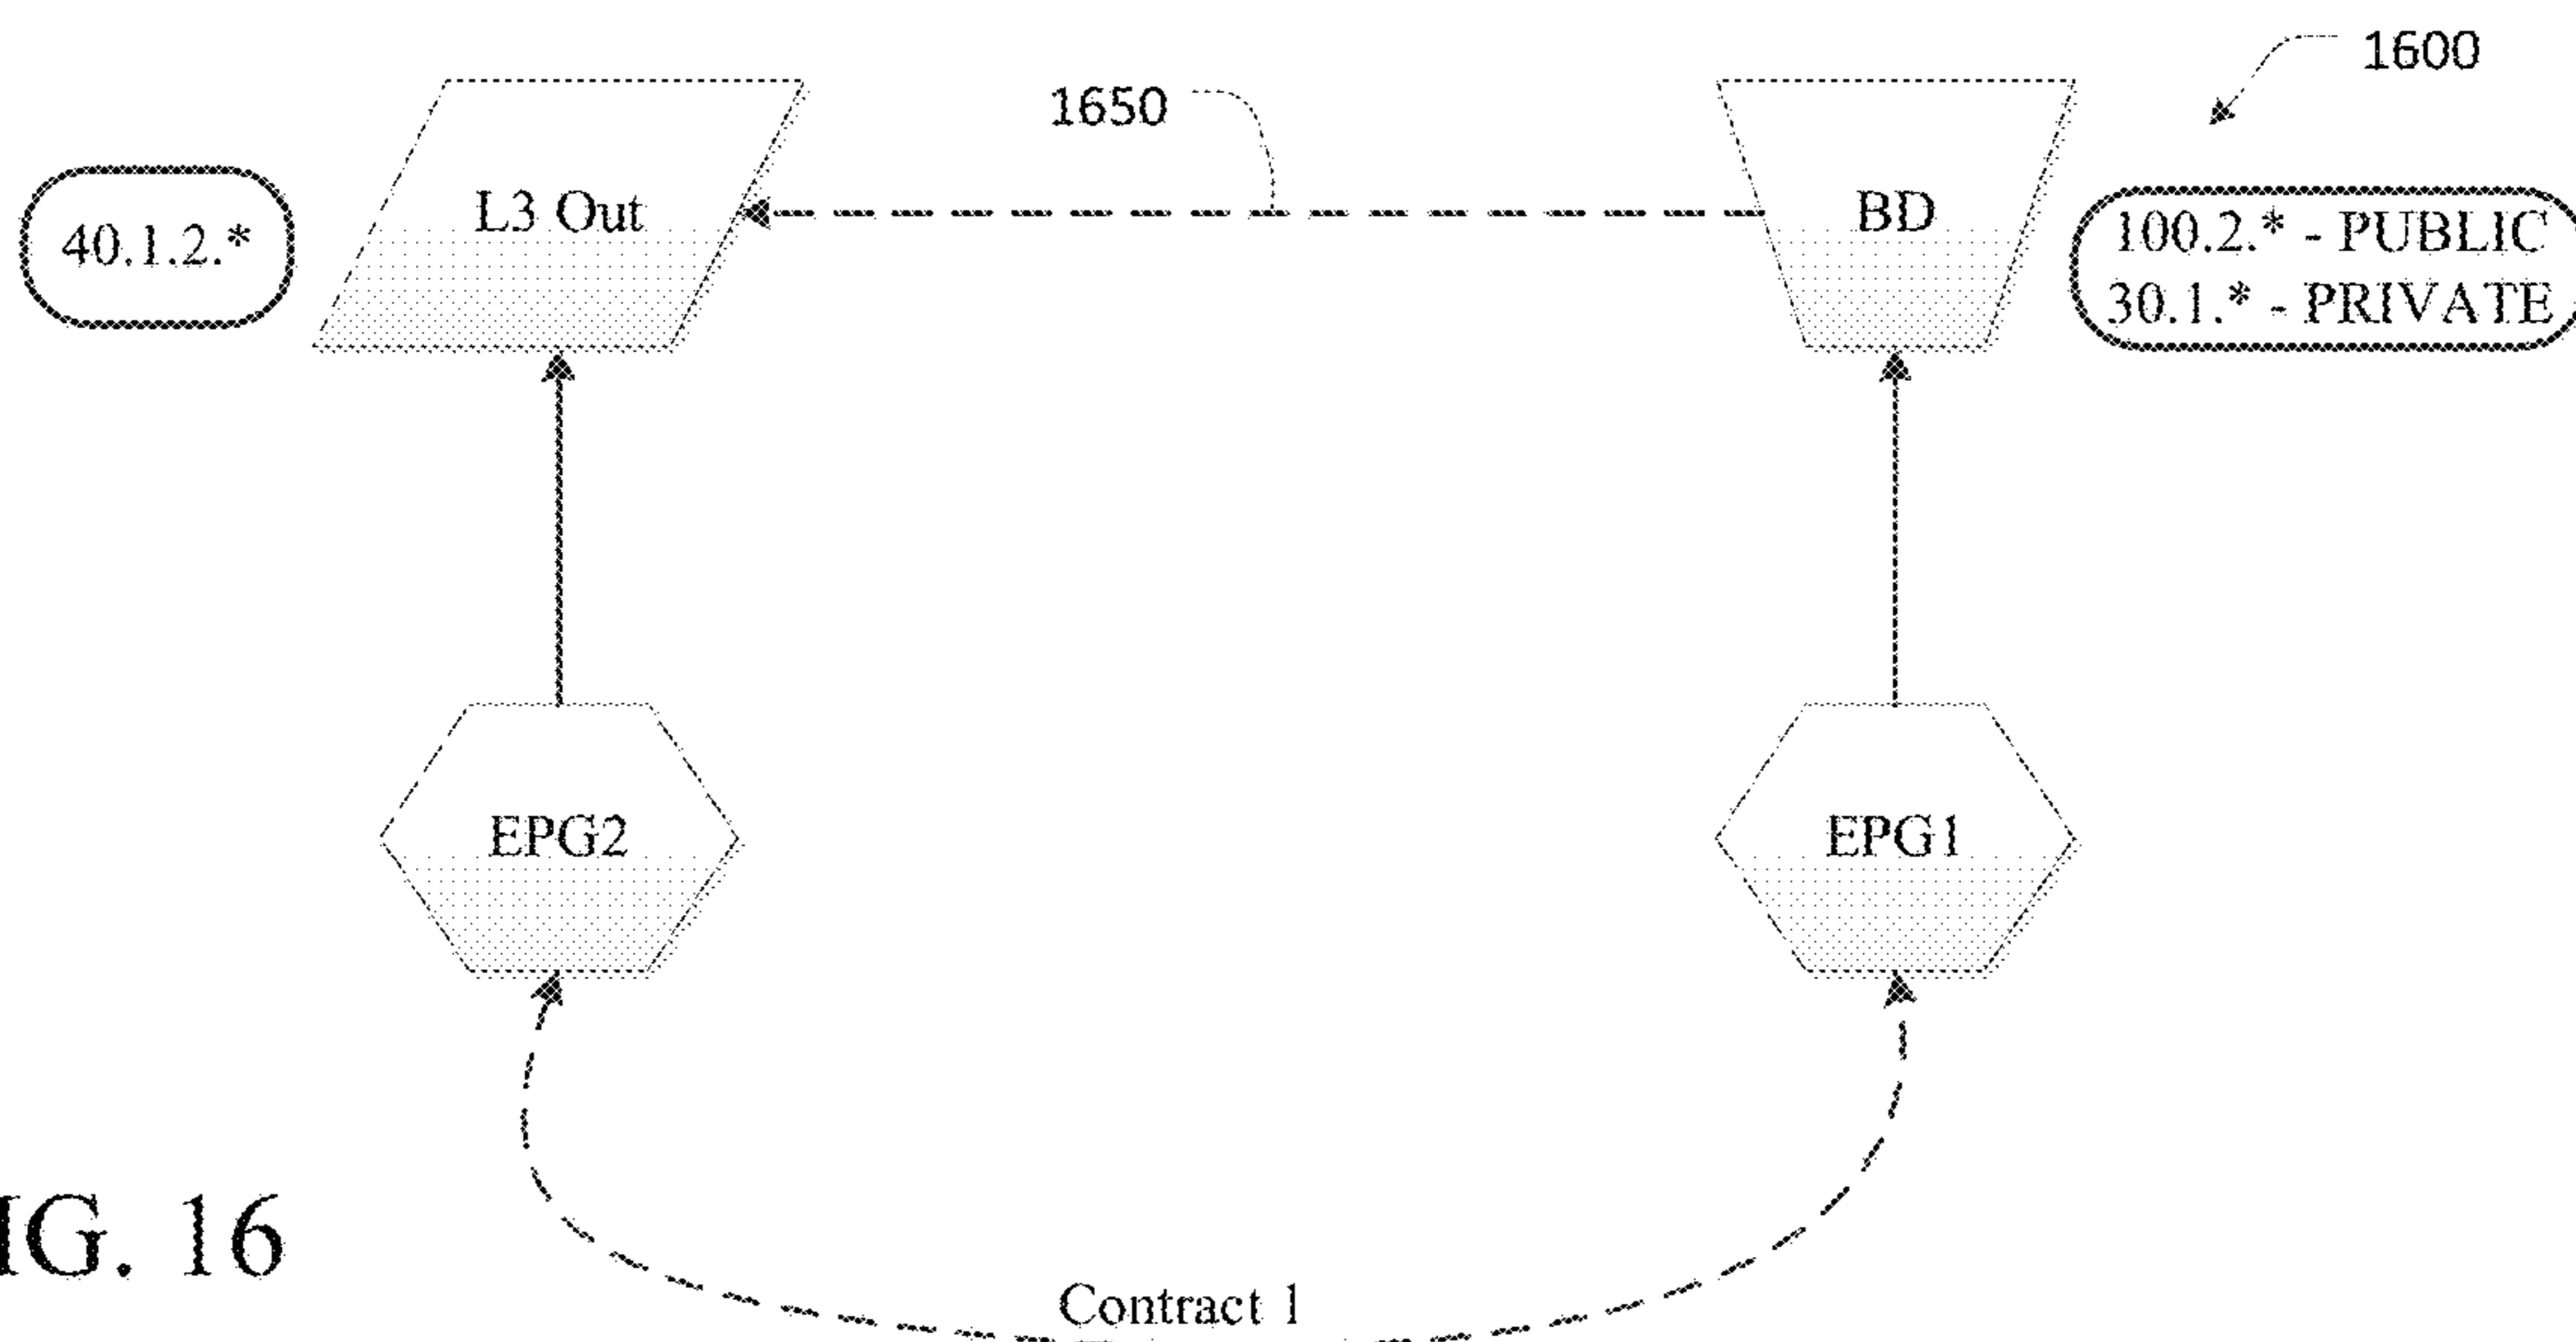 1600
1650
L3 Out
BD
40.1.2.*
100.2.* - PUBLIC
30.1.* - PRIVATE
EPG2
EPG1
IG. 16
Contract 1